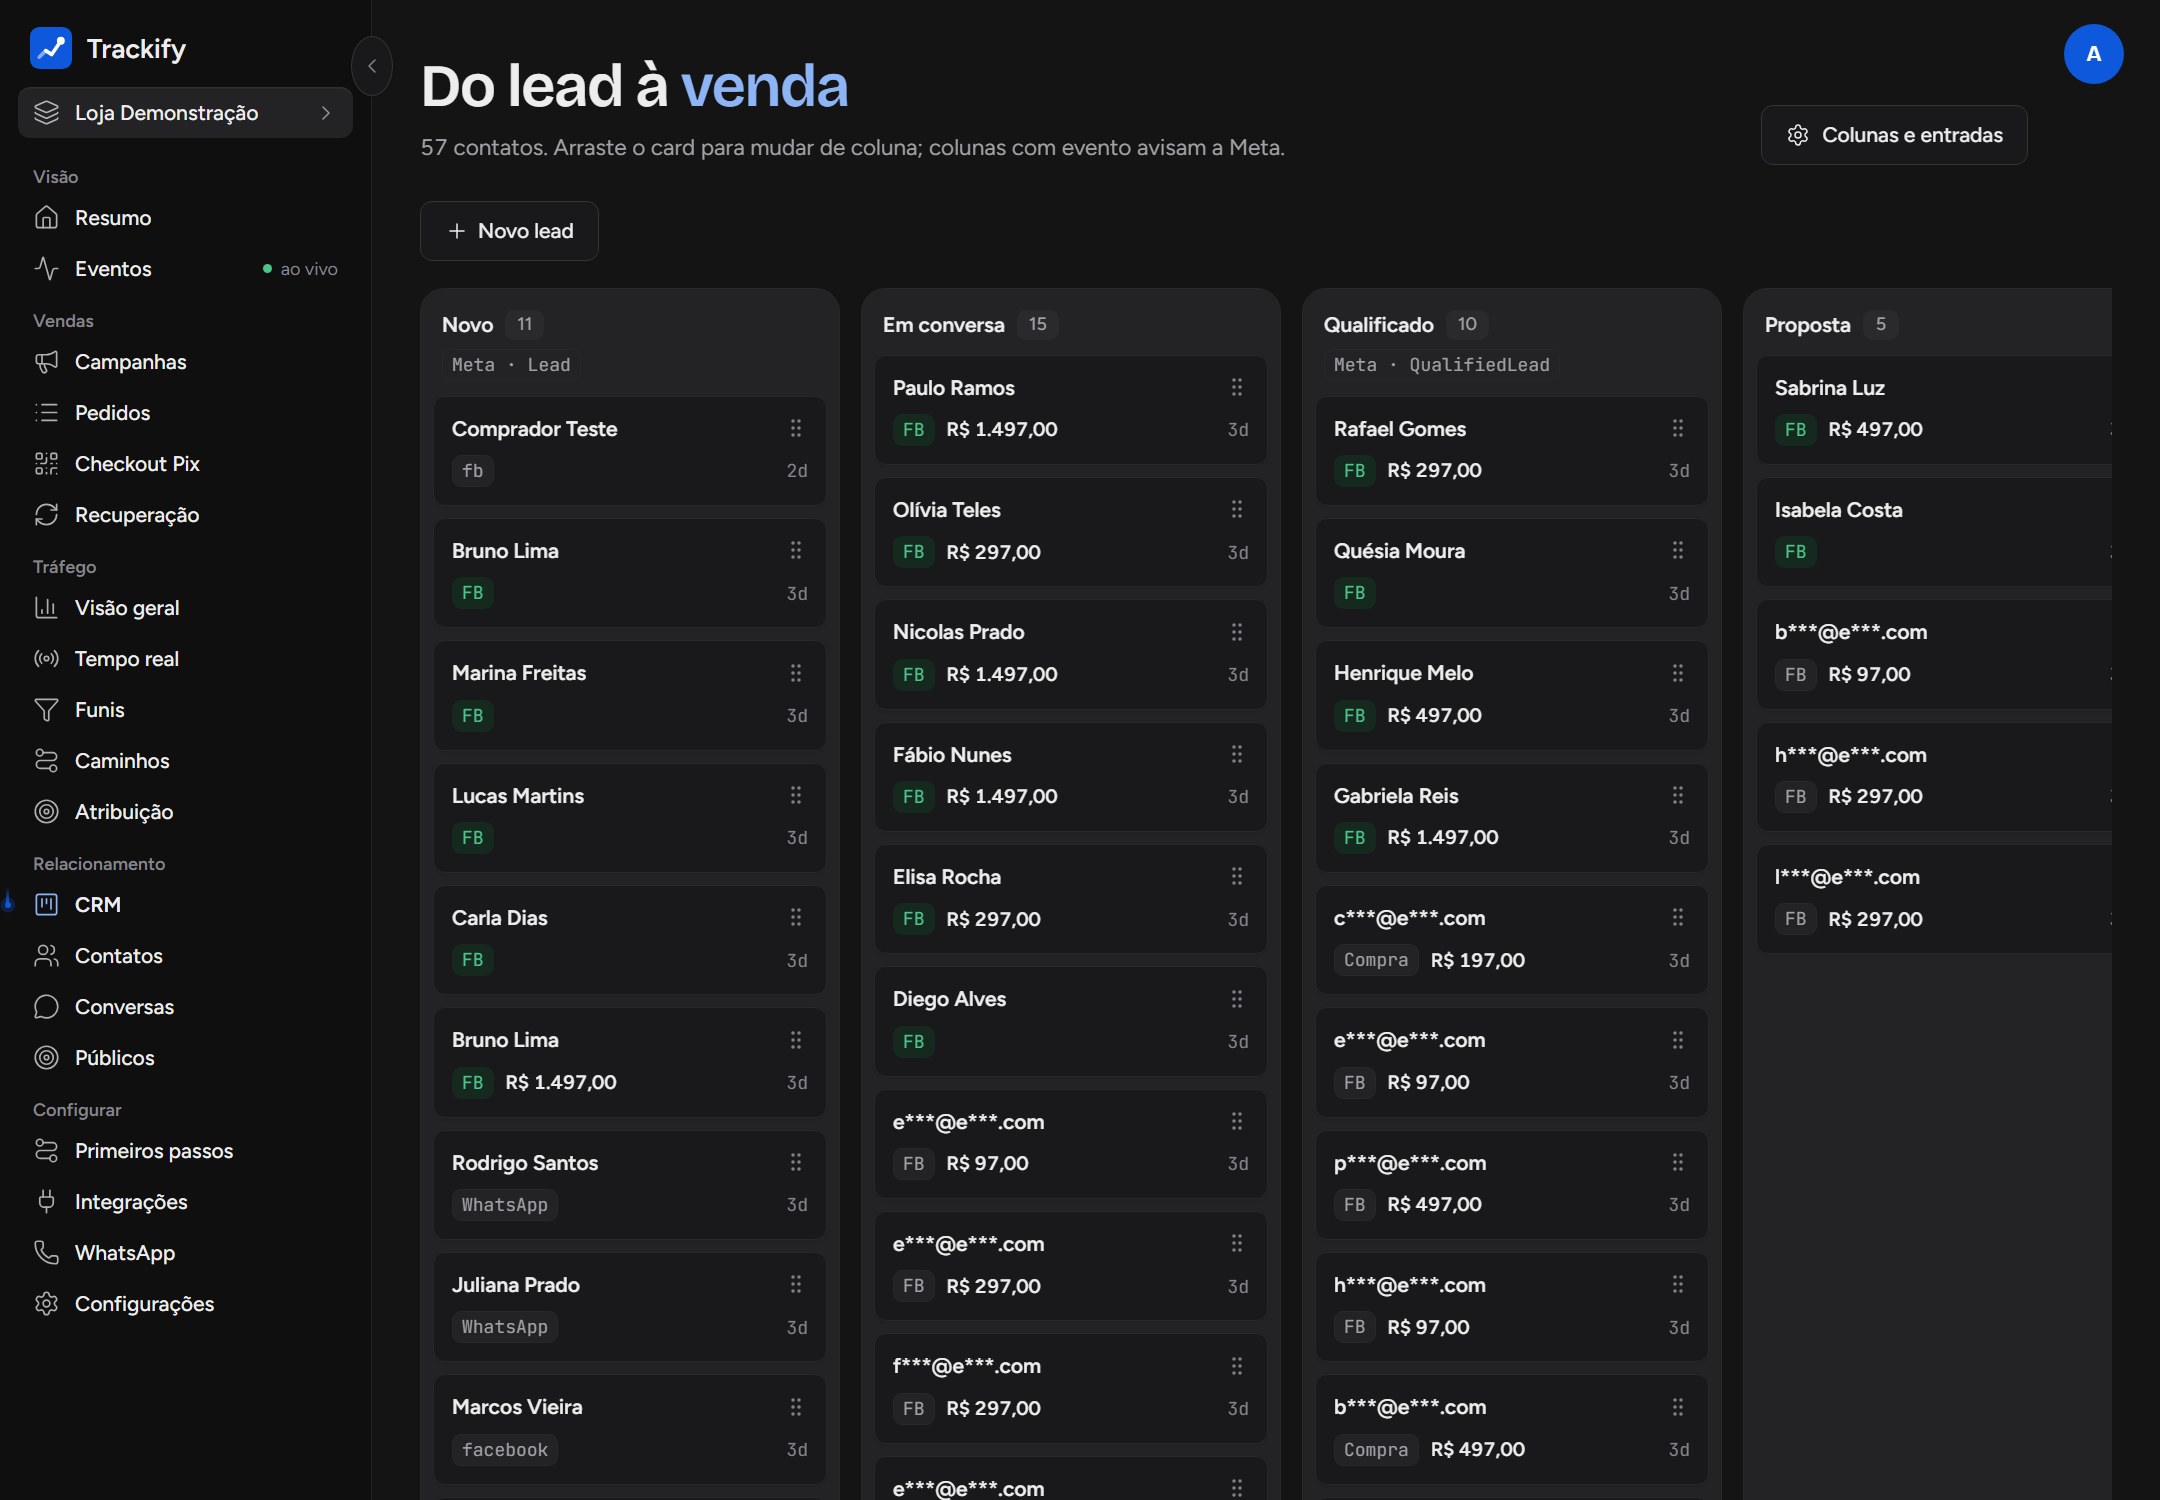 Trackify
Loja Demonstração
Visão
Resumo
Eventos
ao vivo
Vendas
Campanhas
Pedidos
Checkout Pix
Recuperação
Tráfego
Visão geral
Tempo real
Funis
Caminhos
Atribuição
Relacionamento
CRM
Contatos
Conversas
Públicos
Configurar
Primeiros passos
Integrações
WhatsApp
Configurações
A
Do lead à venda
57 contatos. Arraste o card para mudar de coluna; colunas com evento avisam a Meta.
Colunas e entradas
Novo lead
Novo 11
Meta · Lead
Comprador Teste
fb 2d
Bruno Lima
FB 3d
Marina Freitas
FB 3d
Lucas Martins
FB 3d
Carla Dias
FB 3d
Bruno Lima
FB R$ 1.497,00 3d
Rodrigo Santos
WhatsApp 3d
Juliana Prado
WhatsApp 3d
Marcos Vieira
facebook 3d
Em conversa 15
Paulo Ramos
FB R$ 1.497,00 3d
Olívia Teles
FB R$ 297,00 3d
Nicolas Prado
FB R$ 1.497,00 3d
Fábio Nunes
FB R$ 1.497,00 3d
Elisa Rocha
FB R$ 297,00 3d
Diego Alves
FB 3d
e***@e***.com
FB R$ 97,00 3d
e***@e***.com
FB R$ 297,00 3d
f***@e***.com
FB R$ 297,00 3d
e***@e***.com
Qualificado 10
Meta · QualifiedLead
Rafael Gomes
FB R$ 297,00 3d
Quésia Moura
FB 3d
Henrique Melo
FB R$ 497,00 3d
Gabriela Reis
FB R$ 1.497,00 3d
c***@e***.com
Compra R$ 197,00 3d
e***@e***.com
FB R$ 97,00 3d
p***@e***.com
FB R$ 497,00 3d
h***@e***.com
FB R$ 97,00 3d
b***@e***.com
Compra R$ 497,00 3d
Proposta 5
Sabrina Luz
FB R$ 497,00
Isabela Costa
FB
b***@e***.com
FB R$ 97,00
h***@e***.com
FB R$ 297,00
l***@e***.com
FB R$ 297,00